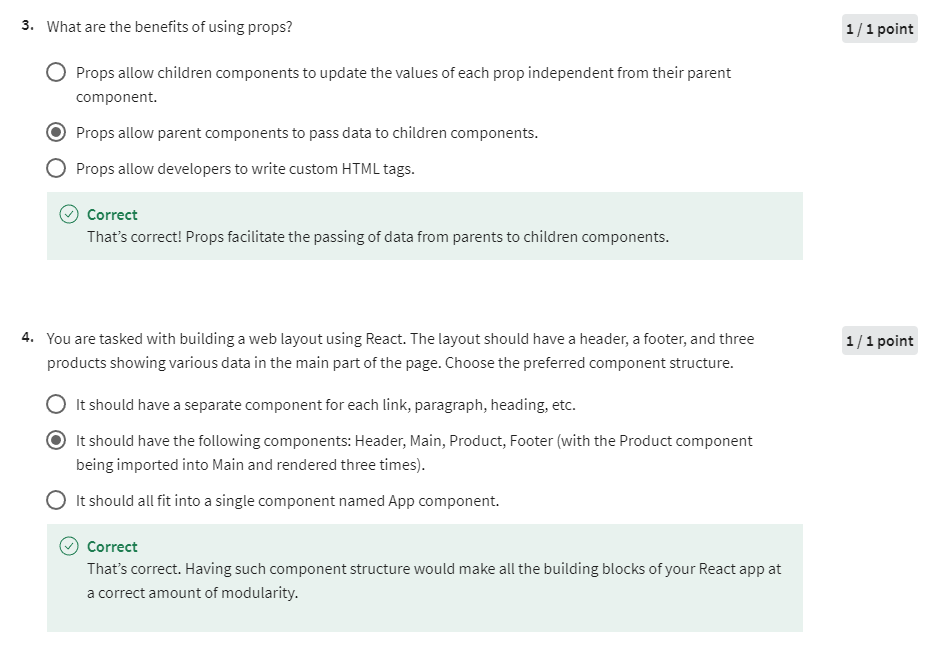 3. What are the benefits of using props?
1 / 1 point
Props allow children components to update the values of each prop independent from their parent
component.
Props allow parent components to pass data to children components.
Props allow developers to write custom HTML tags.
Correct
That’s correct! Props facilitate the passing of data from parents to children components.
4. You are tasked with building a web layout using React. The layout should have a header, a footer, and three
1 / 1 point
products showing various data in the main part of the page. Choose the preferred component structure.
It should have a separate component for each link, paragraph, heading, etc.
It should have the following components: Header, Main, Product, Footer (with the Product component
being imported into Main and rendered three times).
It should all fit into a single component named App component.
Correct
That’s correct. Having such component structure would make all the building blocks of your React app at
a correct amount of modularity.